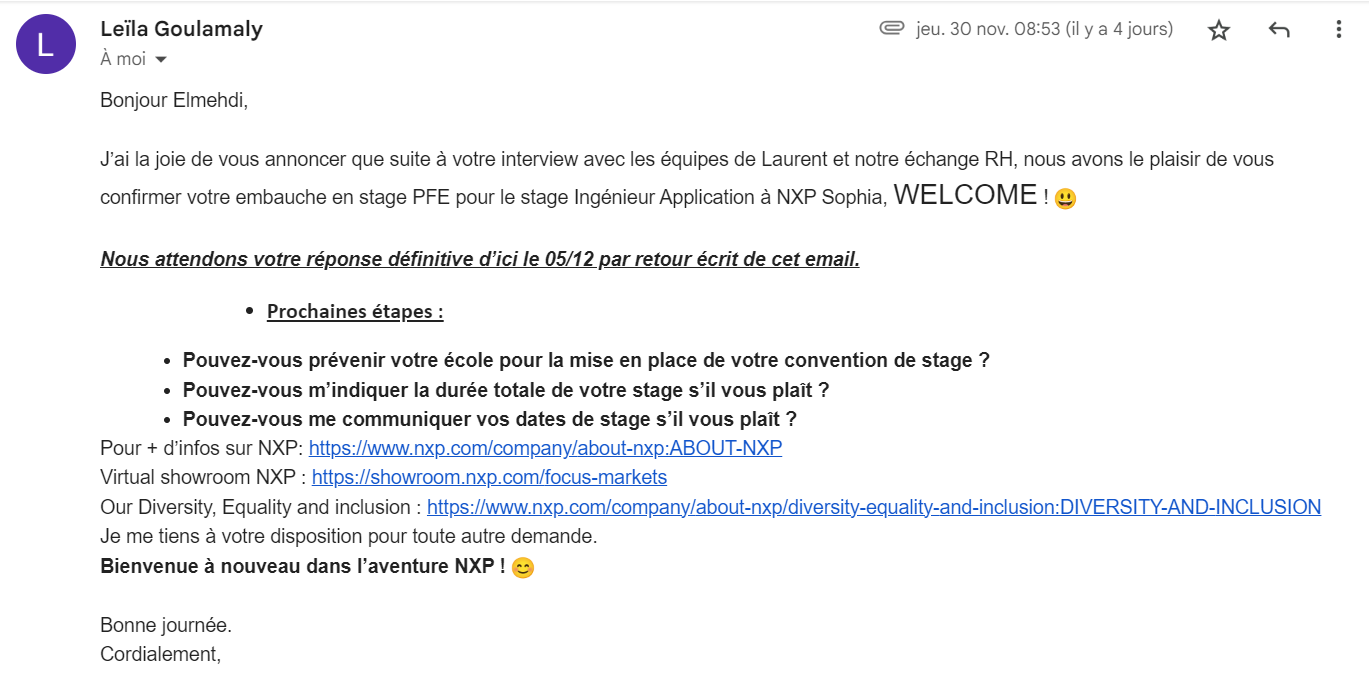 L
Leïla Goulamaly
jeu. 30 nov. 08:53 (il y a 4 jours)
À moi
Bonjour Elmehdi,
J’ai la joie de vous annoncer que suite à votre interview avec les équipes de Laurent et notre échange RH, nous avons le plaisir de vous
confirmer votre embauche en stage PFE pour le stage Ingénieur Application à NXP Sophia, WELCOME ! 😃
Nous attendons votre réponse définitive d’ici le 05/12 par retour écrit de cet email.
• Prochaines étapes :
• Pouvez-vous prévenir votre école pour la mise en place de votre convention de stage ?
• Pouvez-vous m’indiquer la durée totale de votre stage s’il vous plaît ?
• Pouvez-vous me communiquer vos dates de stage s’il vous plaît ?
Pour + d’infos sur NXP: https://www.nxp.com/company/about-nxp:ABOUT-NXP
Virtual showroom NXP : https://showroom.nxp.com/focus-markets
Our Diversity, Equality and inclusion : https://www.nxp.com/company/about-nxp/diversity-equality-and-inclusion:DIVERSITY-AND-INCLUSION
Je me tiens à votre disposition pour toute autre demande.
Bienvenue à nouveau dans l’aventure NXP ! 😊
Bonne journée.
Cordialement,